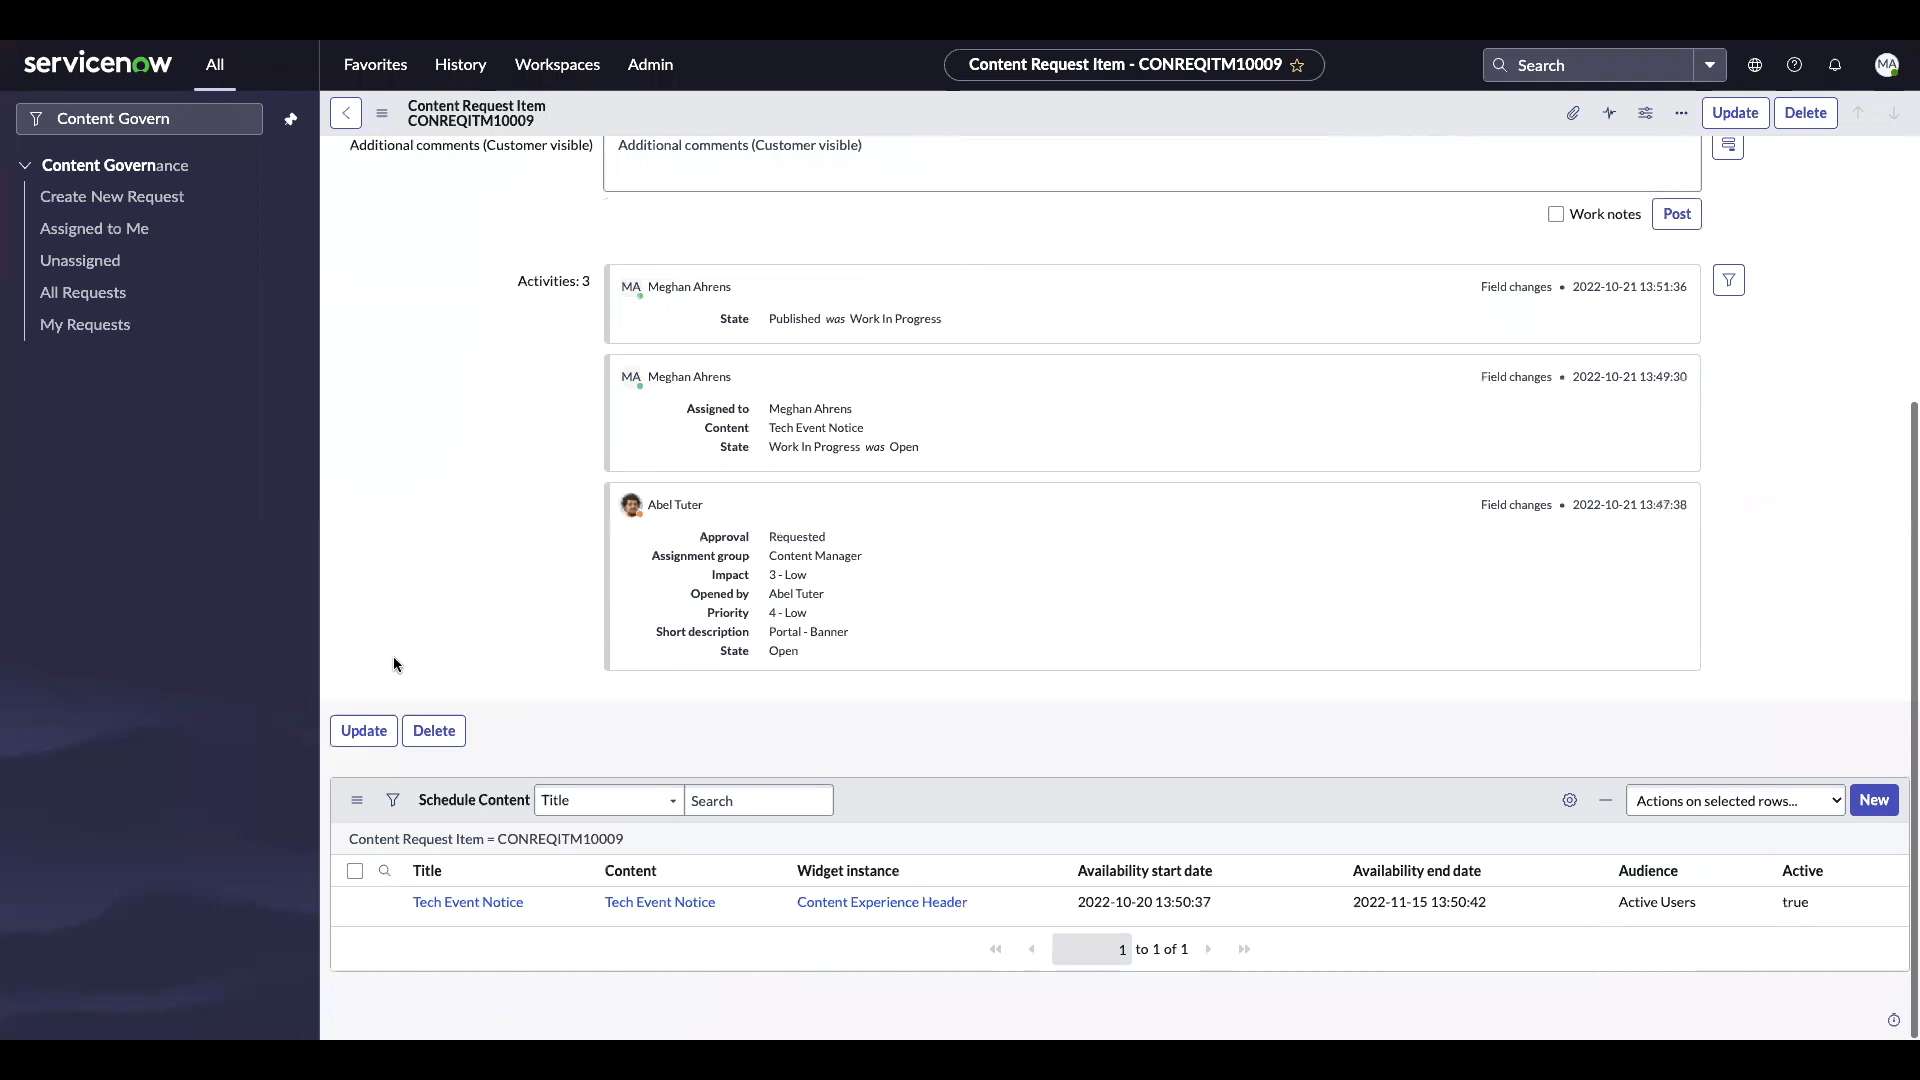 servicenow All Favorites History Workspaces Admin Content Request Item - CONREQITM10009 Search MA
Content Govern
Content Governance
Create New Request
Assigned to Me
Unassigned
All Requests
My Requests
Content Request Item
CONREQITM10009
Update Delete
Additional comments (Customer visible) Additional comments (Customer visible)
Work notes Post
Activities: 3
MA Meghan Ahrens Field changes • 2022-10-21 13:51:36
State Published was Work In Progress
MA Meghan Ahrens Field changes • 2022-10-21 13:49:30
Assigned to Meghan Ahrens
Content Tech Event Notice
State Work In Progress was Open
Abel Tuter Field changes • 2022-10-21 13:47:38
Approval Requested
Assignment group Content Manager
Impact 3 - Low
Opened by Abel Tuter
Priority 4 - Low
Short description Portal - Banner
State Open
Update Delete
Schedule Content Title Search Actions on selected rows... New
Content Request Item = CONREQITM10009
Title Content Widget instance Availability start date Availability end date Audience Active
Tech Event Notice Tech Event Notice Content Experience Header 2022-10-20 13:50:37 2022-11-15 13:50:42 Active Users true
1 to 1 of 1